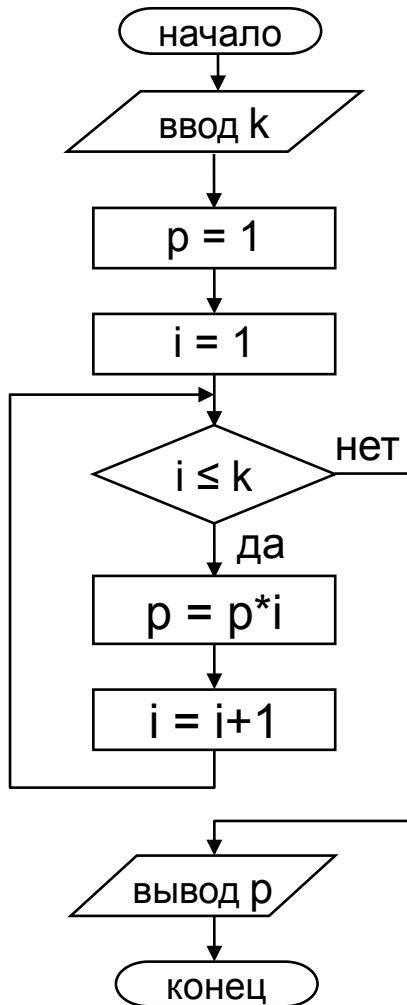 начало
ввод k
p = 1
i = 1
i ≤ k
нет
да
p = p*i
i = i+1
вывод p
конец